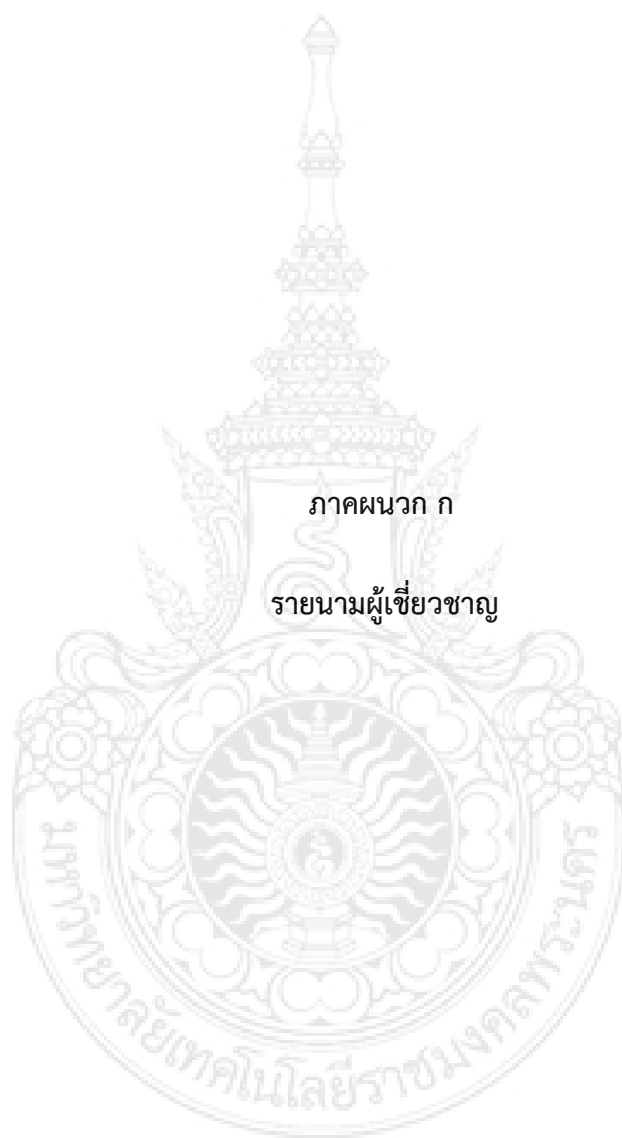 ภาคผนวก ก
รายนามผู้เชี่ยวชาญ
มหาวิทยาลัยเทคโนโลยีราชมงคลพระนคร